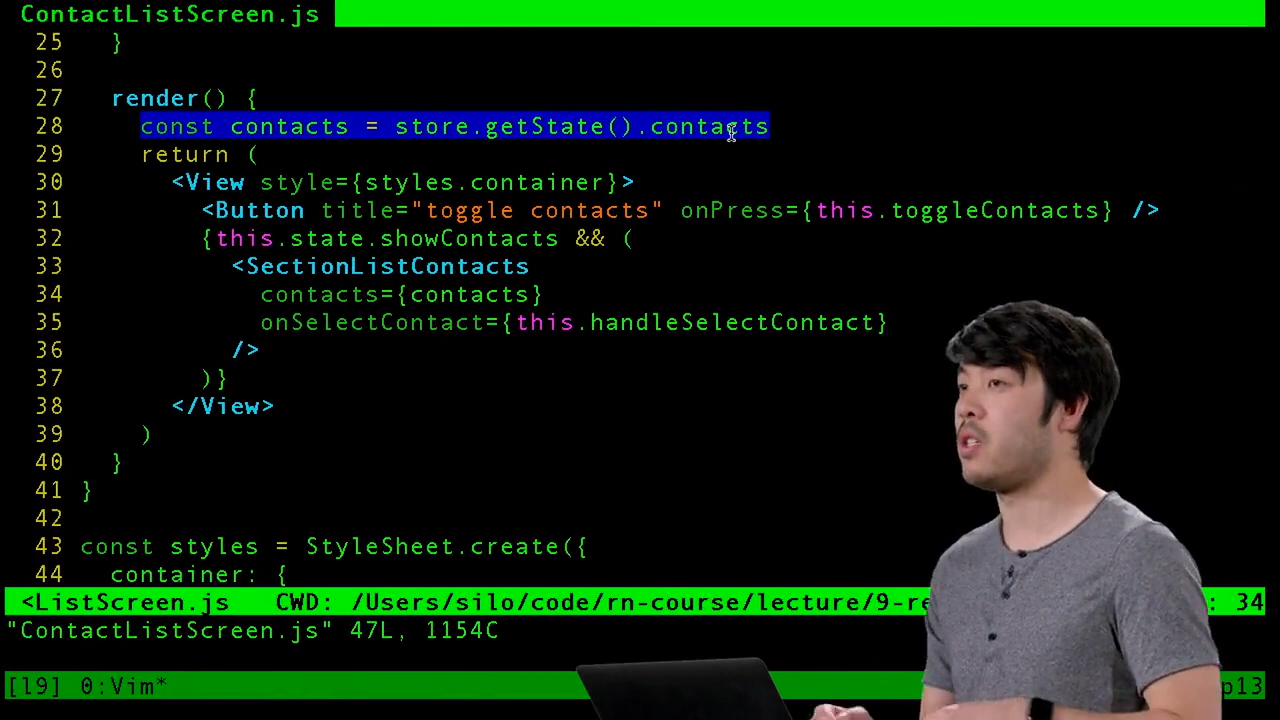 ContactListScreen.js
25 }
26
27 render() {
28 const contacts = store.getState().contacts
29 return (
30 <View style={styles.container}>
31 <Button title="toggle contacts" onPress={this.toggleContacts} />
32 {this.state.showContacts && (
33 <SectionListContacts
34 contacts={contacts}
35 onSelectContact={this.handleSelectContact}
36 />
37 )}
38 </View>
39 )
40 }
41 }
42
43 const styles = StyleSheet.create({
44 container: {
<ListScreen.js CWD: /Users/silo/code/rn-course/lecture/9-re : 34
"ContactListScreen.js" 47L, 1154C
[l9] 0:Vim* p13